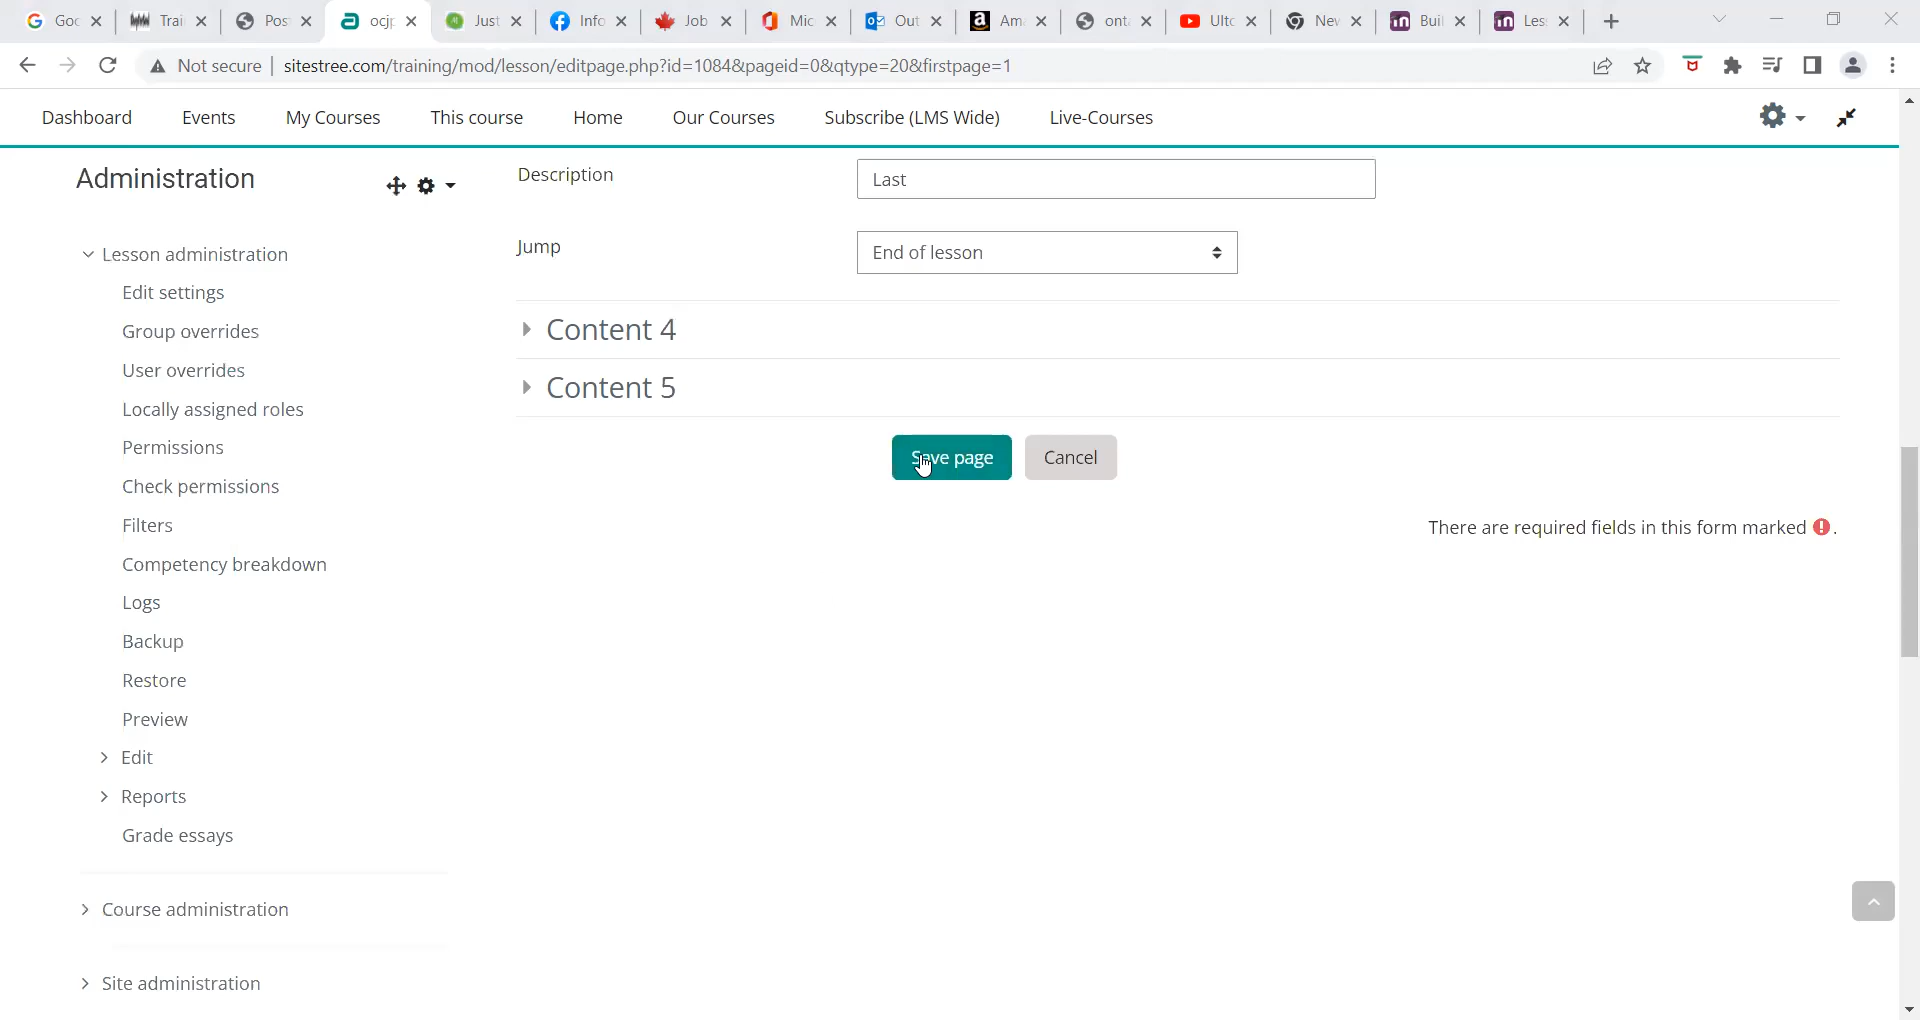 Goc
Trai
Pos
ocjp
Just
Info
Job
Mic
Out
Am
ont
Ultc
Nev
Buil
Les
Not secure
sitestree.com/training/mod/lesson/editpage.php?id=1084&pageid=0&qtype=20&firstpage=1
Dashboard Events My Courses This course Home Our Courses Subscribe (LMS Wide) Live-Courses
Administration
Lesson administration
Edit settings
Group overrides
User overrides
Locally assigned roles
Permissions
Check permissions
Filters
Competency breakdown
Logs
Backup
Restore
Preview
Edit
Reports
Grade essays
Course administration
Site administration
Description
Last
Jump
End of lesson
Content 4
Content 5
Save page
Cancel
There are required fields in this form marked .